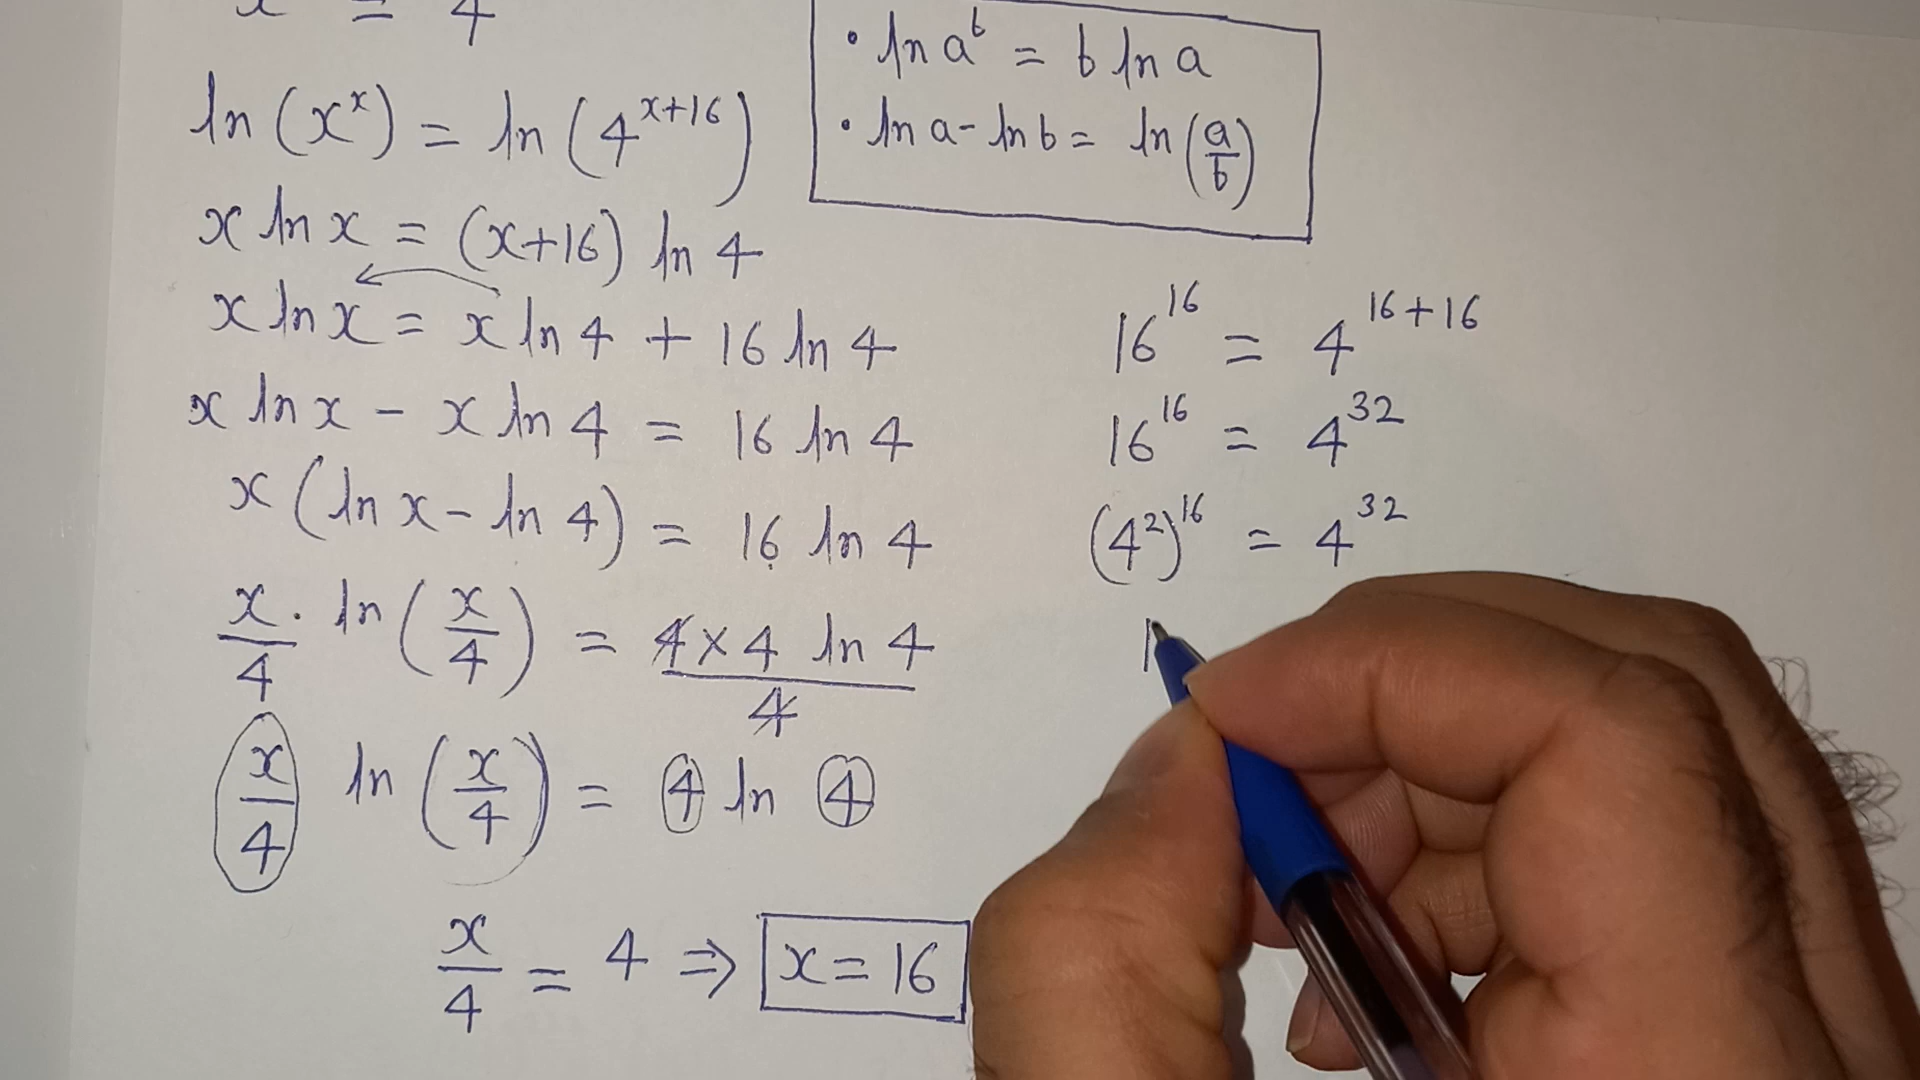 x = 4
ln(x^x) = ln(4^{x+16})
x ln x = (x+16) ln 4
x ln x = x ln 4 + 16 ln 4
x ln x - x ln 4 = 16 ln 4
x (ln x - ln 4) = 16 ln 4
x/4 · ln(x/4) = 4×4 ln 4 / 4
x/4 ln(x/4) = 4 ln 4
x/4 = 4 ⇒ x = 16
• ln a^b = b ln a
• ln a - ln b = ln(a/b)
16^16 = 4^{16+16}
16^16 = 4^32
(4^2)^16 = 4^32